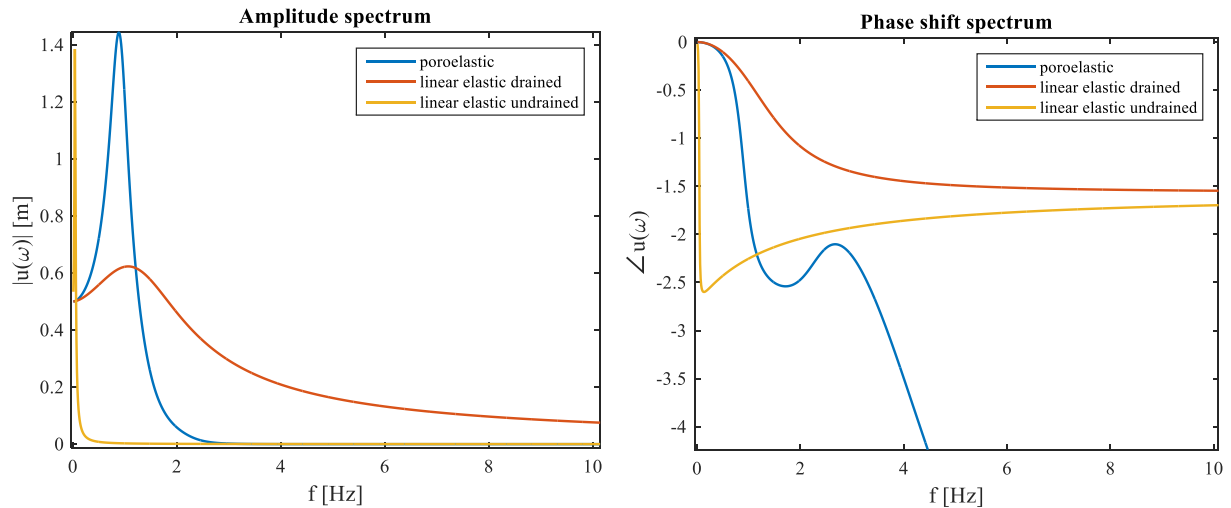 Amplitude spectrum
|u(ω)| [m]
1.4
1.2
1
0.8
0.6
0.4
0.2
0
0
2
4
6
8
10
f [Hz]
poroelastic
linear elastic drained
linear elastic undrained
Phase shift spectrum
∠u(ω)
0
-0.5
-1
-1.5
-2
-2.5
-3
-3.5
-4
0
2
4
6
8
10
f [Hz]
poroelastic
linear elastic drained
linear elastic undrained